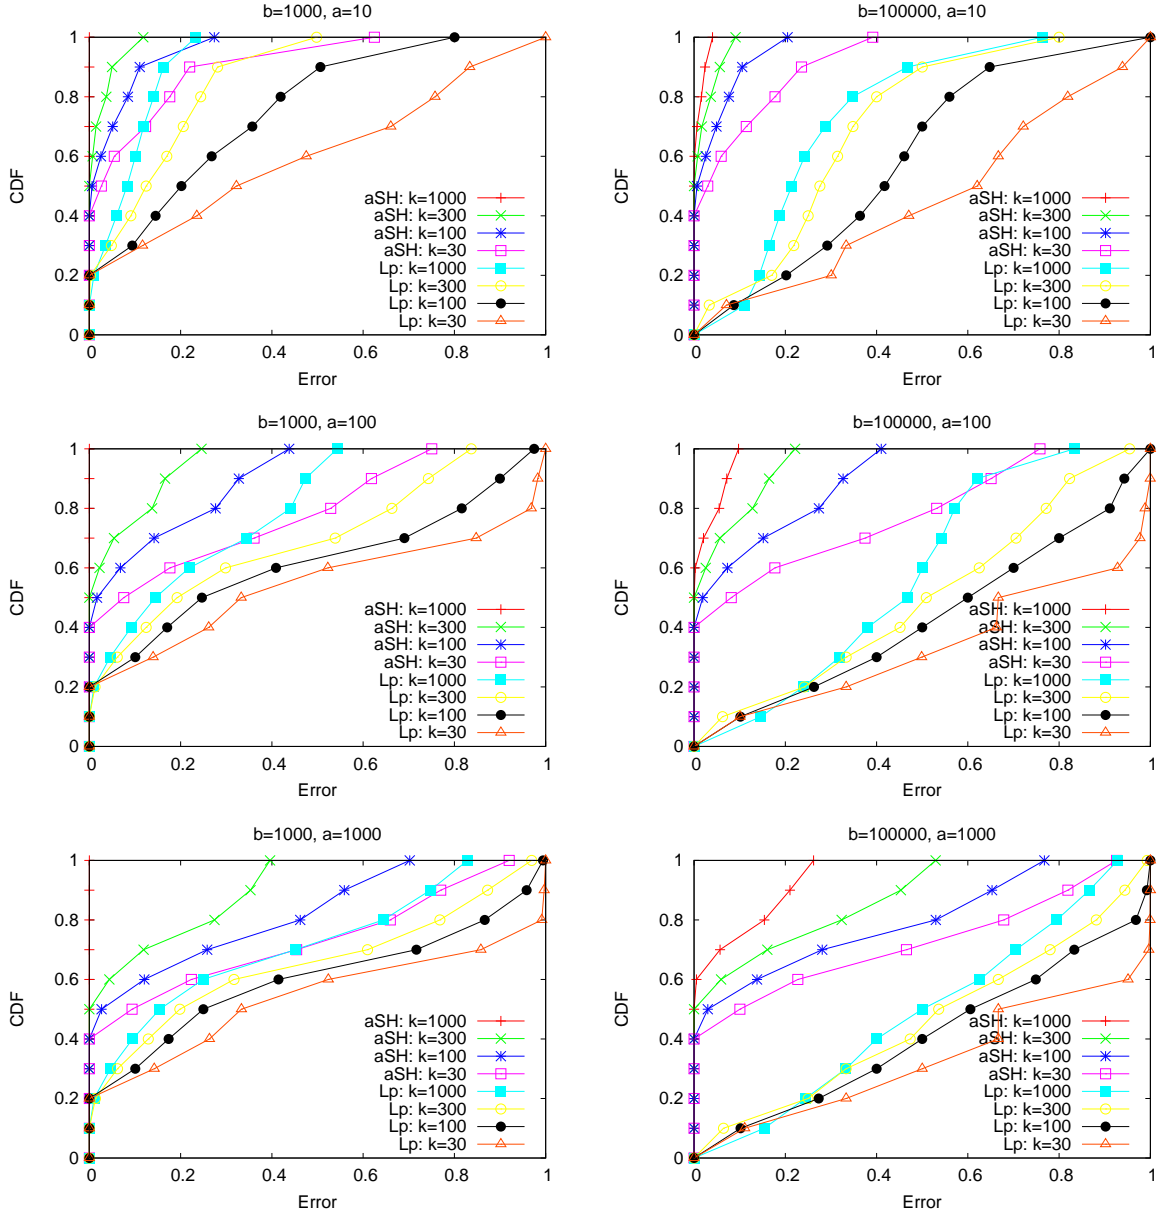 b=1000, a=10
CDF
1
0.8
0.6
0.4
0.2
0
aSH: k=1000
aSH: k=300
aSH: k=100
aSH: k=30
Lp: k=1000
Lp: k=300
Lp: k=100
Lp: k=30
0 0.2 0.4 0.6 0.8 1
Error
b=100000, a=10
CDF
1
0.8
0.6
0.4
0.2
0
aSH: k=1000
aSH: k=300
aSH: k=100
aSH: k=30
Lp: k=1000
Lp: k=300
Lp: k=100
Lp: k=30
0 0.2 0.4 0.6 0.8 1
Error
b=1000, a=100
CDF
1
0.8
0.6
0.4
0.2
0
aSH: k=1000
aSH: k=300
aSH: k=100
aSH: k=30
Lp: k=1000
Lp: k=300
Lp: k=100
Lp: k=30
0 0.2 0.4 0.6 0.8 1
Error
b=100000, a=100
CDF
1
0.8
0.6
0.4
0.2
0
aSH: k=1000
aSH: k=300
aSH: k=100
aSH: k=30
Lp: k=1000
Lp: k=300
Lp: k=100
Lp: k=30
0 0.2 0.4 0.6 0.8 1
Error
b=1000, a=1000
CDF
1
0.8
0.6
0.4
0.2
0
aSH: k=1000
aSH: k=300
aSH: k=100
aSH: k=30
Lp: k=1000
Lp: k=300
Lp: k=100
Lp: k=30
0 0.2 0.4 0.6 0.8 1
Error
b=100000, a=1000
CDF
1
0.8
0.6
0.4
0.2
0
aSH: k=1000
aSH: k=300
aSH: k=100
aSH: k=30
Lp: k=1000
Lp: k=300
Lp: k=100
Lp: k=30
0 0.2 0.4 0.6 0.8 1
Error